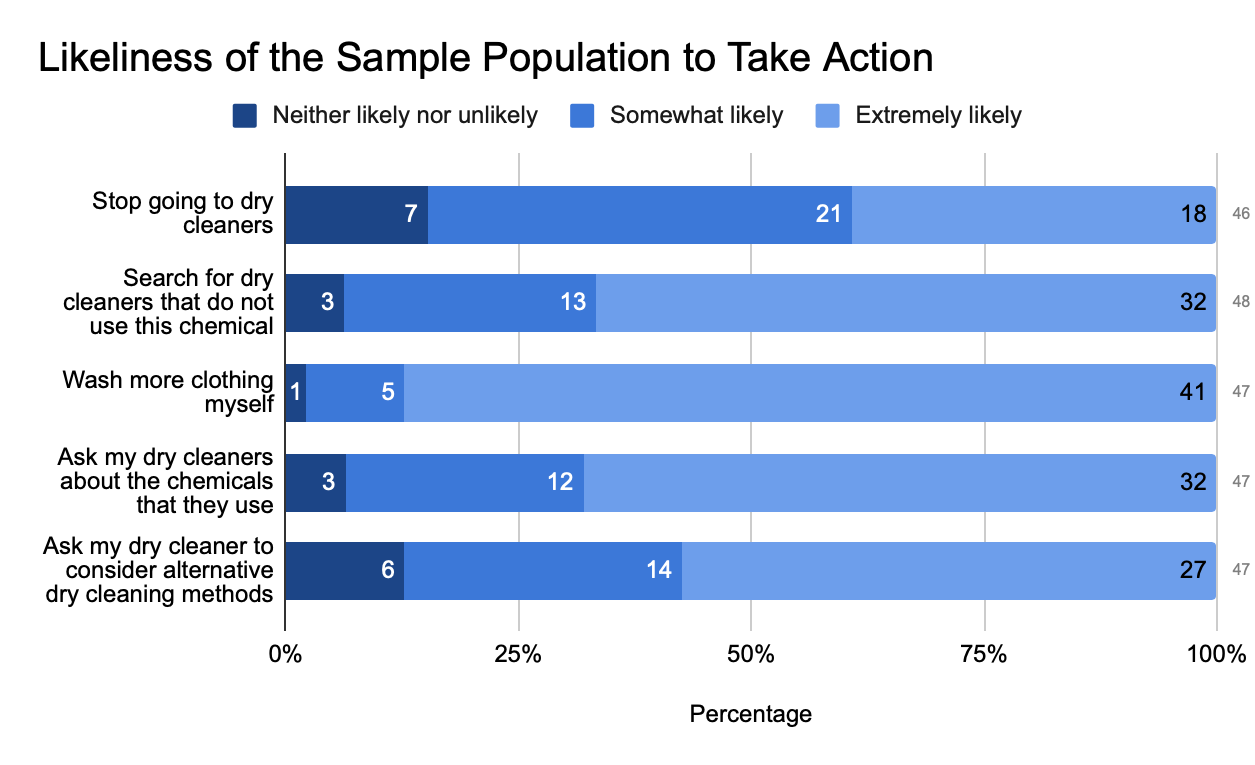 Likeliness of the Sample Population to Take Action
Neither likely nor unlikely Somewhat likely Extremely likely
Stop going to dry
cleaners
7 21 18 46
Search for dry
cleaners that do not
use this chemical
3 13 32 48
Wash more clothing
myself
1 5 41 47
Ask my dry cleaners
about the chemicals
that they use
3 12 32 47
Ask my dry cleaner to
consider alternative
dry cleaning methods
6 14 27 47
0% 25% 50% 75% 100%
Percentage